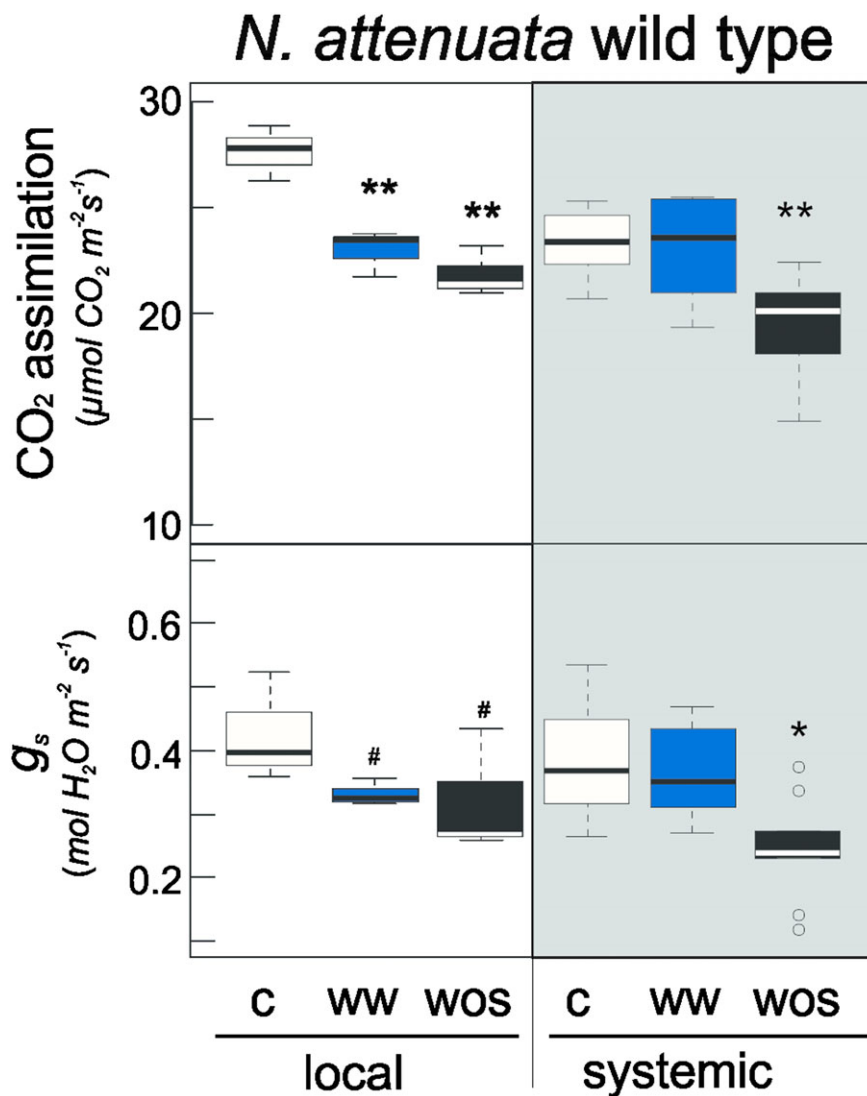 N. attenuata wild type
CO₂ assimilation
(μmol CO₂ m⁻² s⁻¹)
30
20
10
**
**
**
gₛ
(mol H₂O m⁻² s⁻¹)
0.6
0.4
0.2
#
#
*
c ww wos c ww wos
local systemic